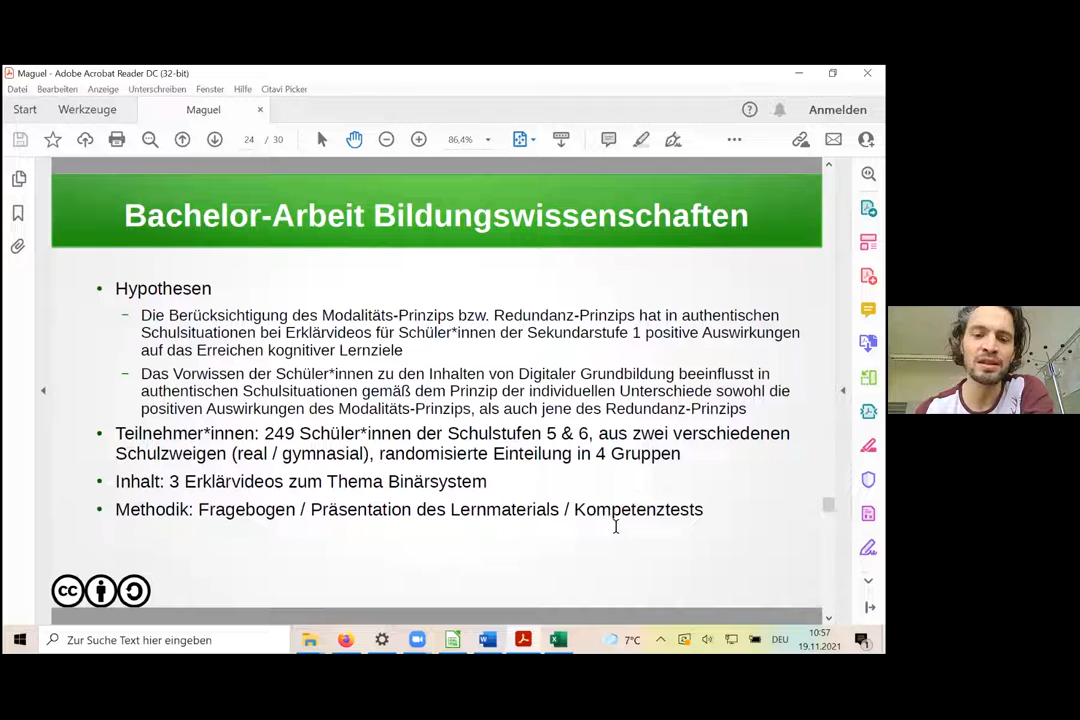 Maguel - Adobe Acrobat Reader DC (32-bit)
Datei Bearbeiten Anzeige Unterschreiben Fenster Hilfe Citavi Picker
Start Werkzeuge Maguel × ? Anmelden
24 / 30 86,4%
Bachelor-Arbeit Bildungswissenschaften
• Hypothesen
– Die Berücksichtigung des Modalitäts-Prinzips bzw. Redundanz-Prinzips hat in authentischen
Schulsituationen bei Erklärvideos für Schüler*innen der Sekundarstufe 1 positive Auswirkungen
auf das Erreichen kognitiver Lernziele
– Das Vorwissen der Schüler*innen zu den Inhalten von Digitaler Grundbildung beeinflusst in
authentischen Schulsituationen gemäß dem Prinzip der individuellen Unterschiede sowohl die
positiven Auswirkungen des Modalitäts-Prinzips, als auch jene des Redundanz-Prinzips
• Teilnehmer*innen: 249 Schüler*innen der Schulstufen 5 & 6, aus zwei verschiedenen
Schulzweigen (real / gymnasial), randomisierte Einteilung in 4 Gruppen
• Inhalt: 3 Erklärvideos zum Thema Binärsystem
• Methodik: Fragebogen / Präsentation des Lernmaterials / Kompetenztests
cc
Zur Suche Text hier eingeben
7°C
DEU
10:57
19.11.2021